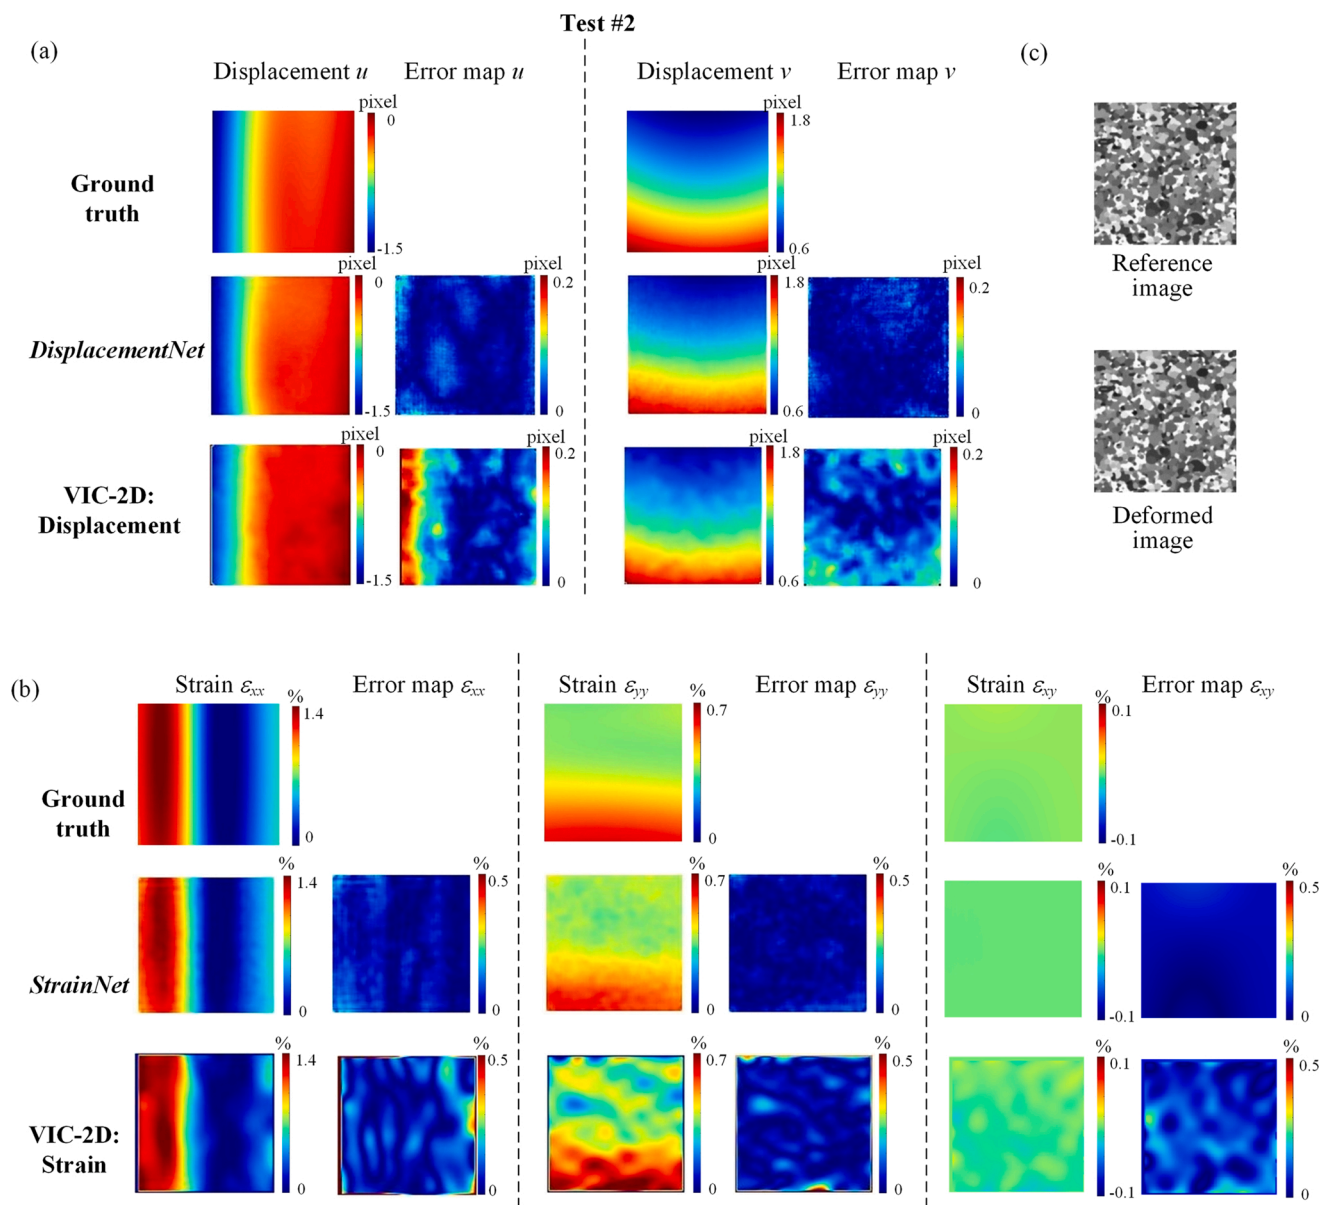 Test #2
(a)
(c)
Displacement u
Error map u
Displacement v
Error map v
pixel
0
-1.5
pixel
1.8
0.6
Ground
truth
Reference
image
pixel
0
-1.5
pixel
0.2
0
pixel
1.8
0.6
pixel
0.2
0
DisplacementNet
pixel
0
-1.5
pixel
0.2
0
pixel
1.8
0.6
pixel
0.2
0
VIC-2D:
Displacement
Deformed
image
(b)
Strain εxx
Error map εxx
Strain εyy
Error map εyy
Strain εxy
Error map εxy
%
1.4
0
%
0.7
0
%
0.1
-0.1
Ground
truth
%
1.4
0
%
0.5
0
%
0.7
0
%
0.5
0
%
0.1
-0.1
%
0.5
0
StrainNet
%
1.4
0
%
0.5
0
%
0.7
0
%
0.5
0
%
0.1
-0.1
%
0.5
0
VIC-2D:
Strain